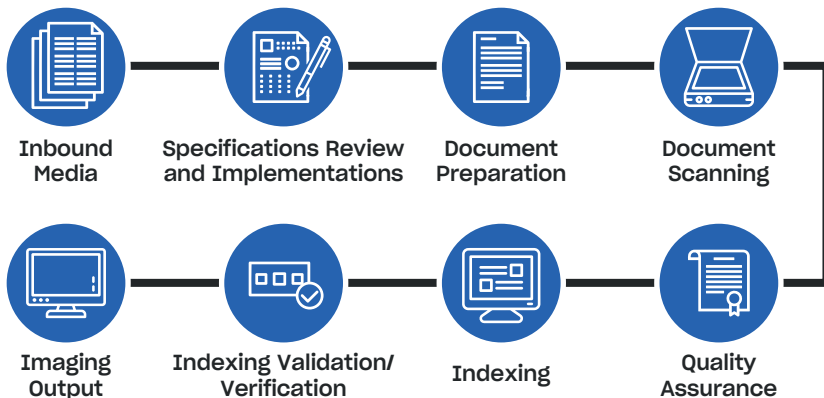 Inbound
Media
Specifications Review
and Implementations
Document
Preparation
Document
Scanning
Imaging
Output
Indexing Validation/
Verification
Indexing
Quality
Assurance